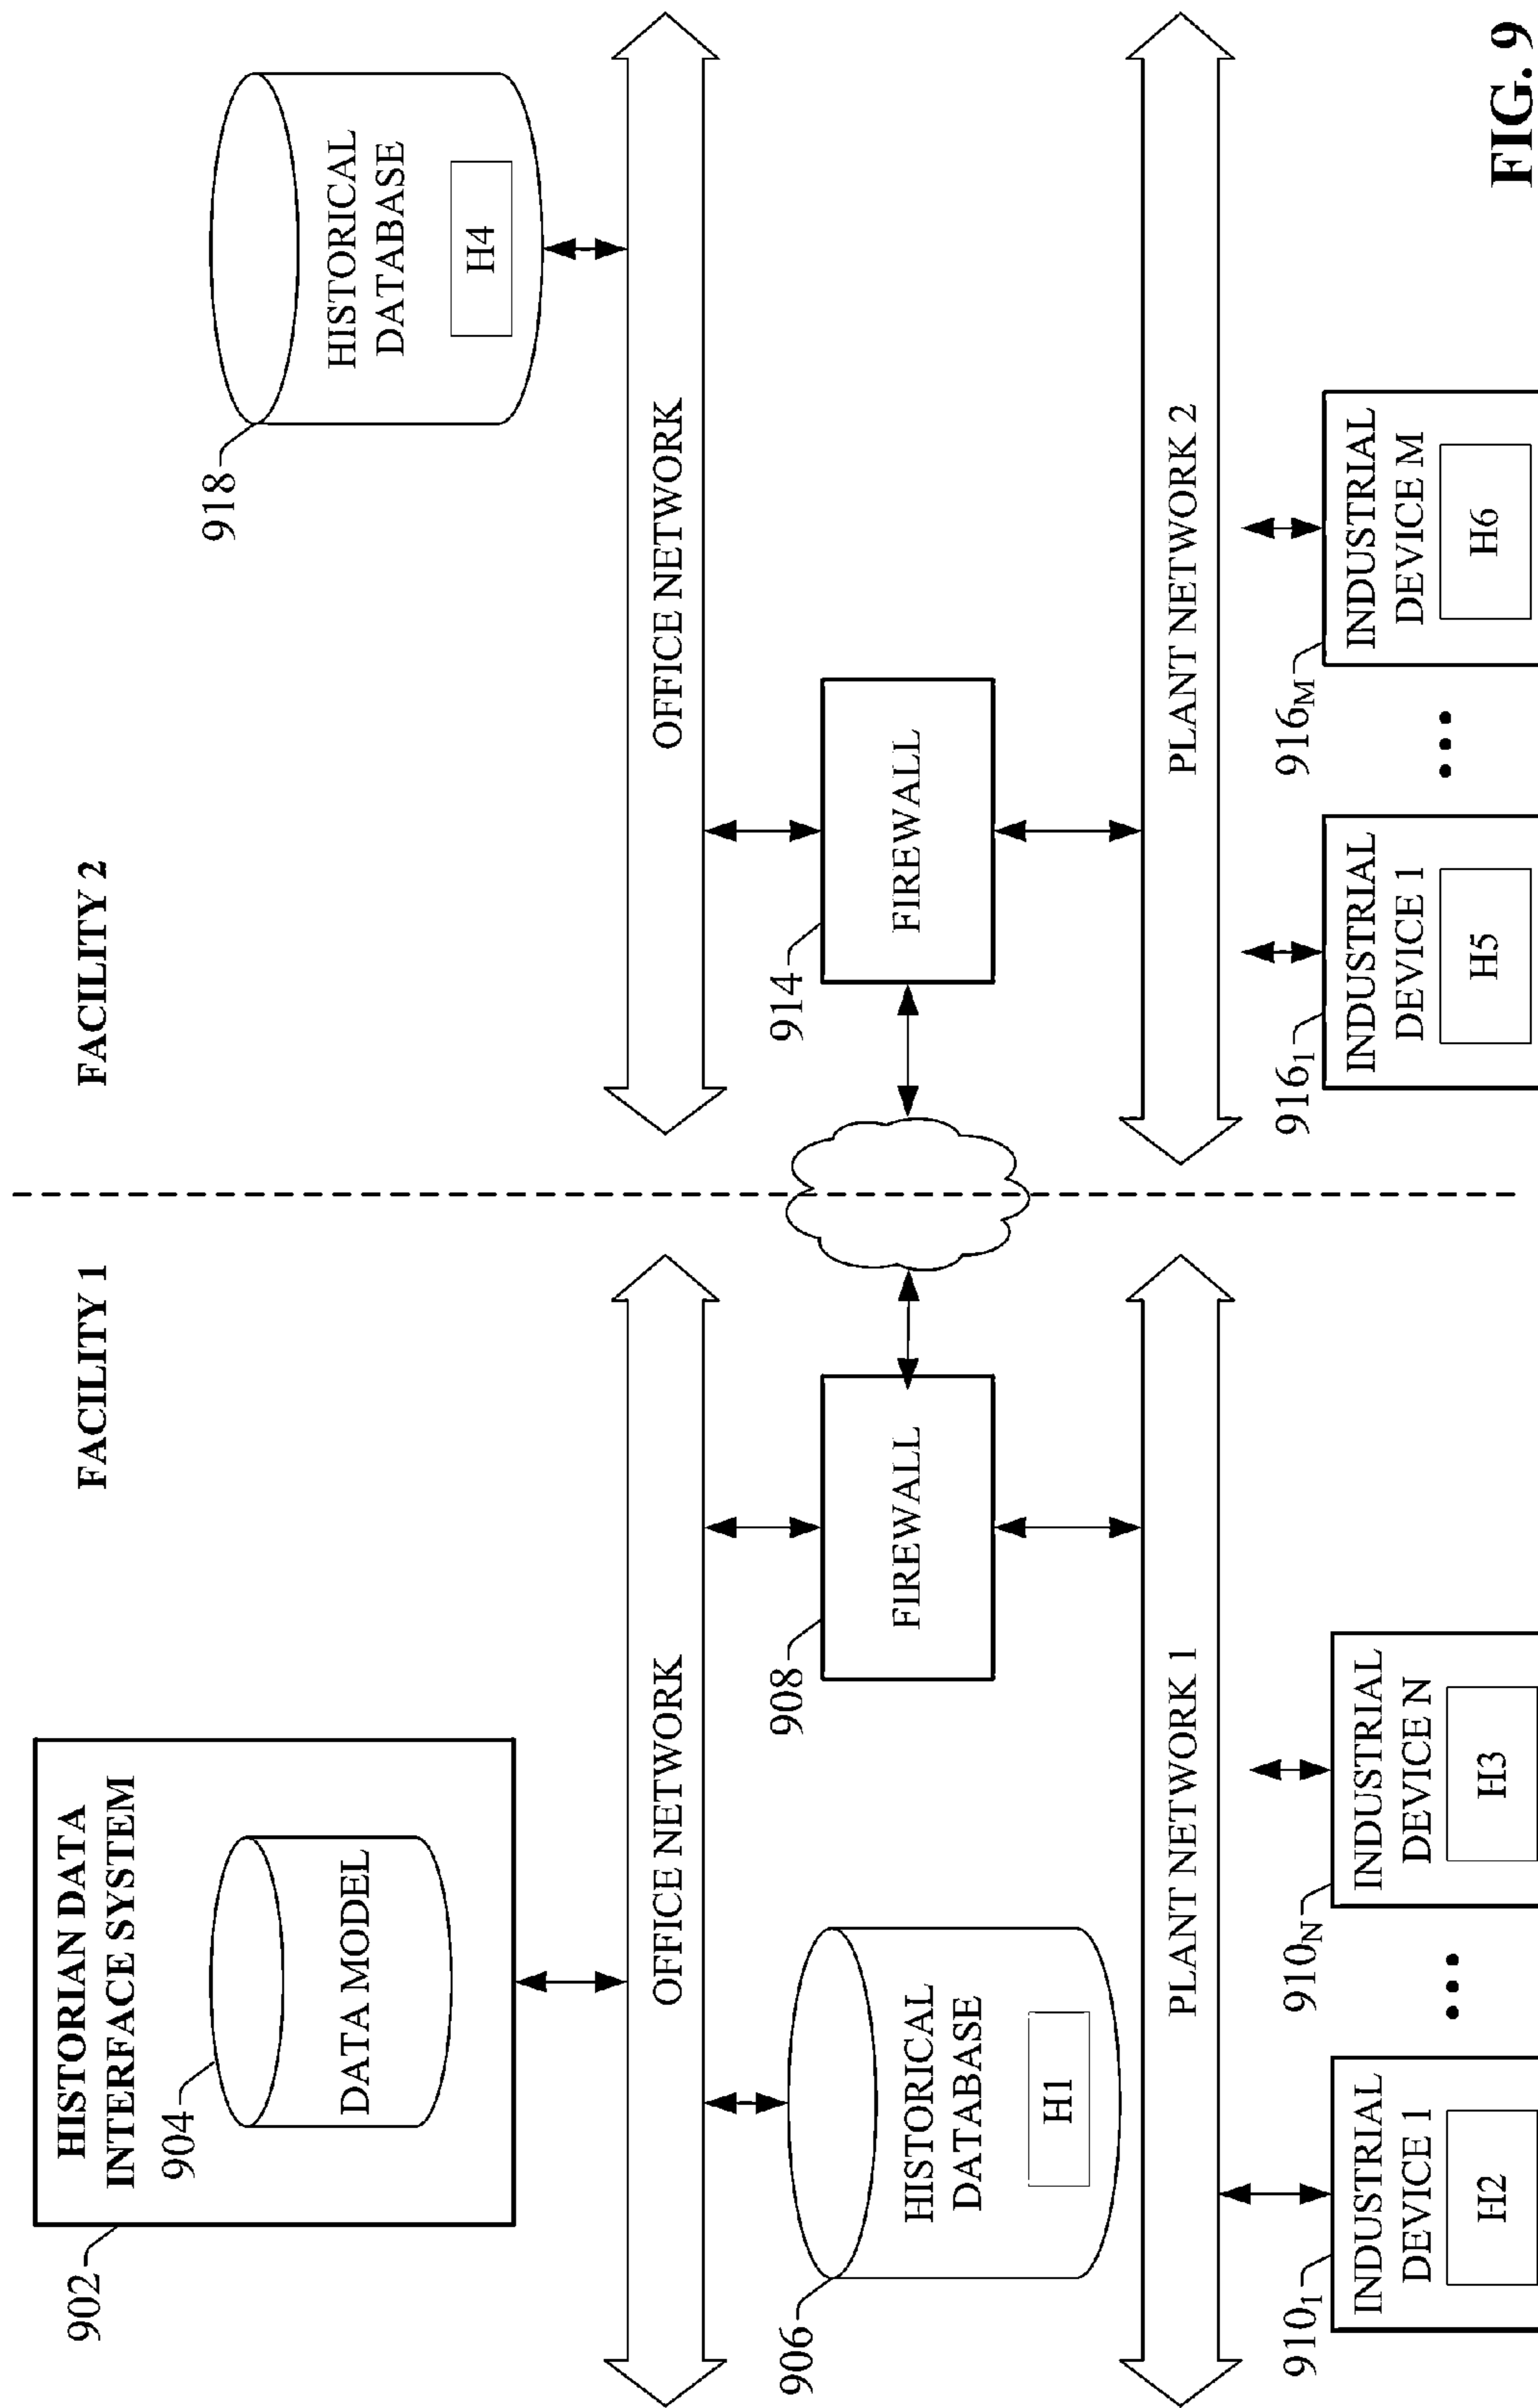 FACILITY 1
FACILITY 2
902
HISTORIAN DATA
INTERFACE SYSTEM
904
DATA MODEL
918
HISTORICAL
DATABASE
H4
OFFICE NETWORK
OFFICE NETWORK
906
HISTORICAL
DATABASE
H1
908
FIREWALL
914
FIREWALL
PLANT NETWORK 1
PLANT NETWORK 2
910₁
INDUSTRIAL
DEVICE 1
H2
•••
910N
INDUSTRIAL
DEVICE N
H3
916₁
INDUSTRIAL
DEVICE 1
H5
•••
916M
INDUSTRIAL
DEVICE M
H6
FIG. 9